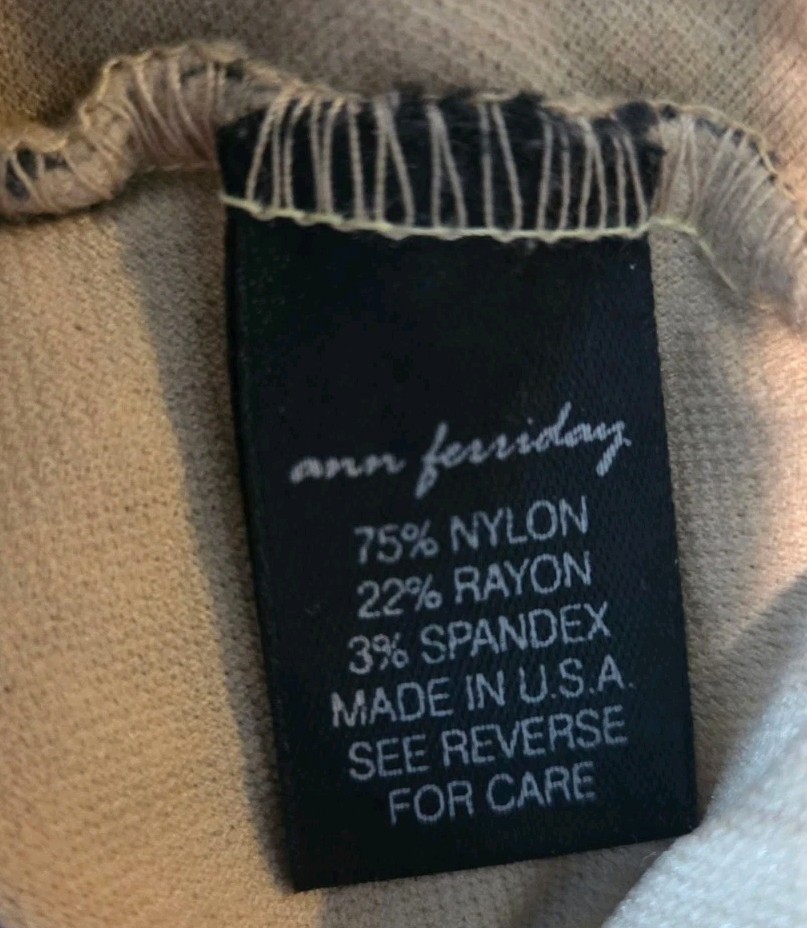 ann ferriday
75% NYLON
22% RAYON
3% SPANDEX
MADE IN U.S.A.
SEE REVERSE
FOR CARE